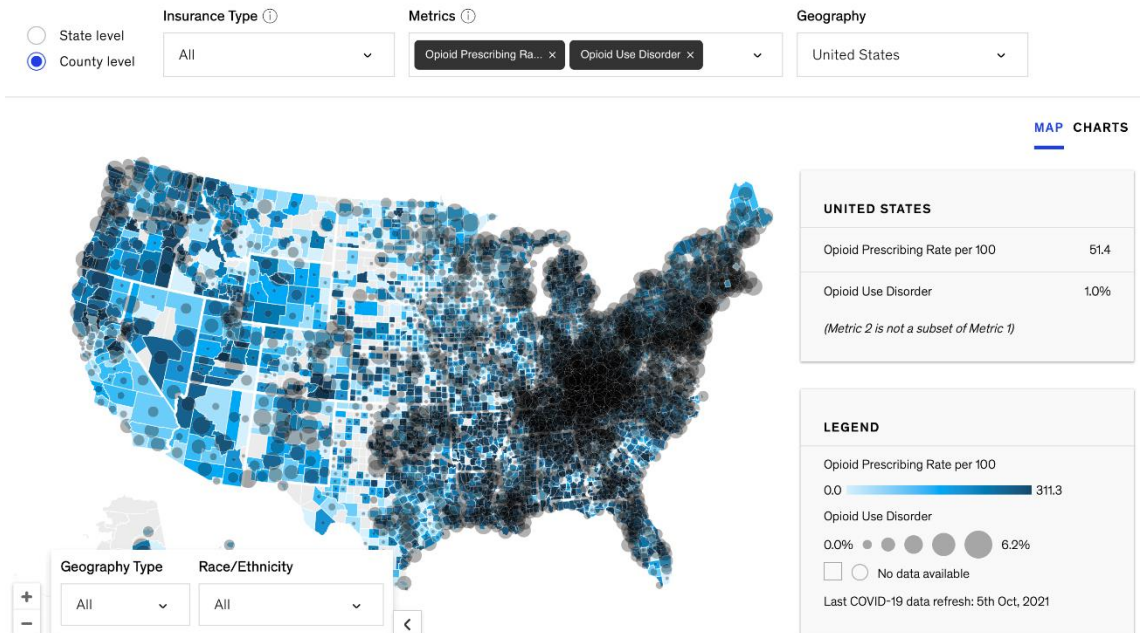 State level
County level
Insurance Type ⓘ
All
Metrics ⓘ
Opioid Prescribing Ra... × Opioid Use Disorder ×
Geography
United States
MAP CHARTS
UNITED STATES
Opioid Prescribing Rate per 100 51.4
Opioid Use Disorder 1.0%
(Metric 2 is not a subset of Metric 1)
LEGEND
Opioid Prescribing Rate per 100
0.0 311.3
Opioid Use Disorder
0.0% 6.2%
No data available
Last COVID-19 data refresh: 5th Oct, 2021
Geography Type
All
Race/Ethnicity
All
+
−